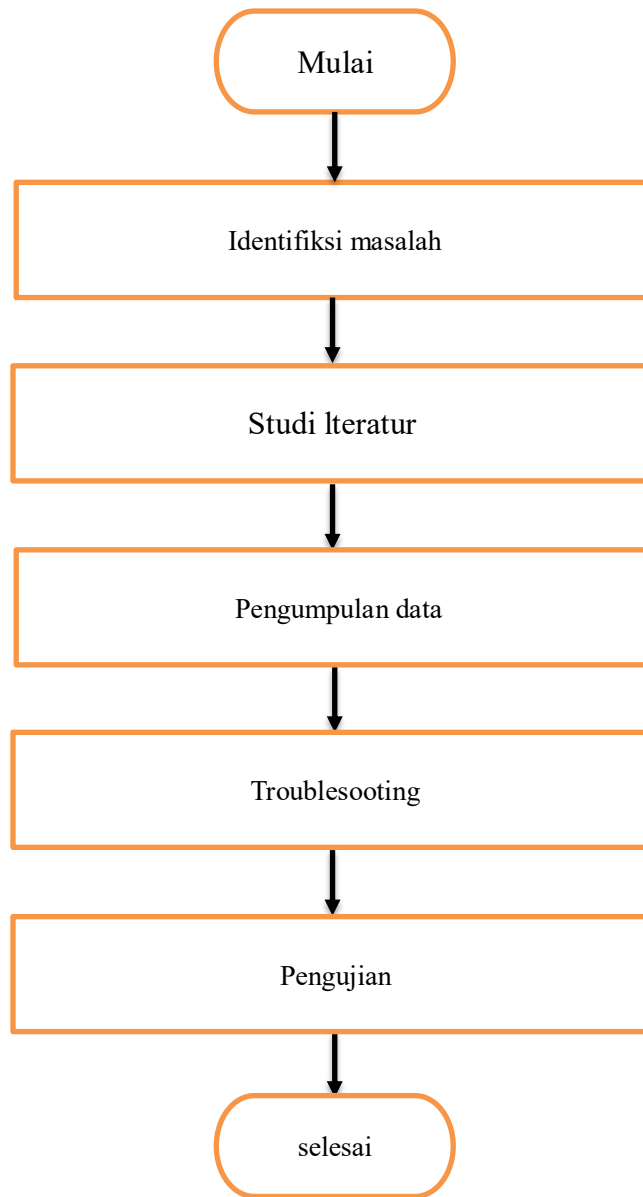 Mulai
Identifiksi masalah
Studi lteratur
Pengumpulan data
Troublesooting
Pengujian
selesai